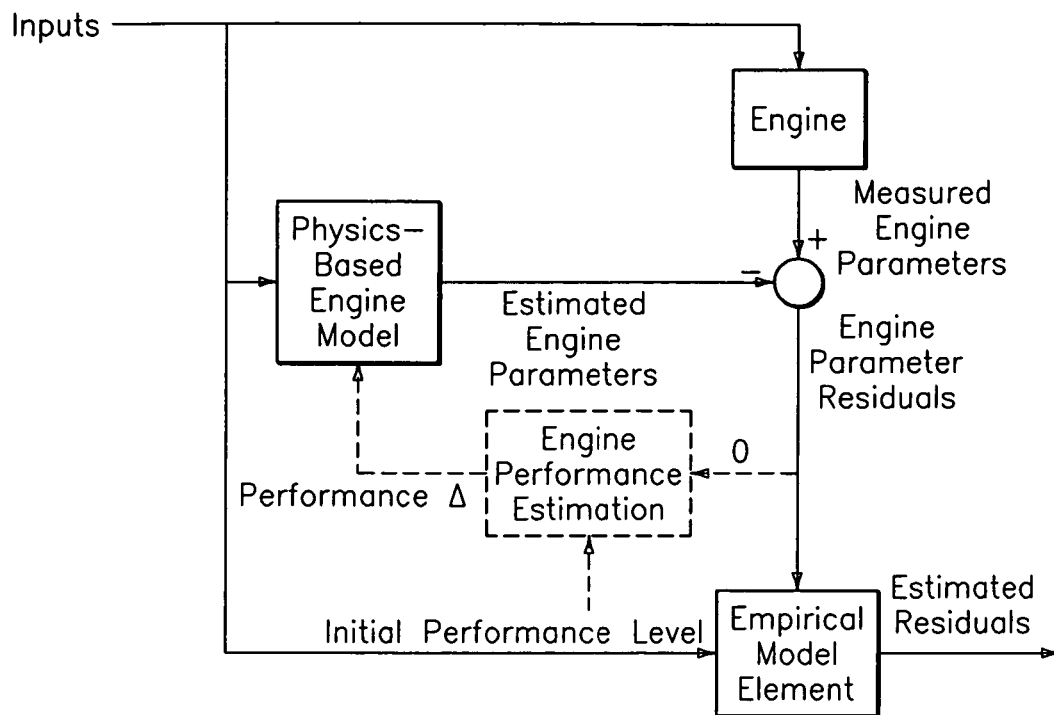 Inputs
Engine
Measured
Engine
Parameters
+
-
Physics-
Based
Engine
Model
Estimated
Engine
Parameters
Engine
Parameter
Residuals
Engine
Performance
Estimation
0
Performance Δ
Initial Performance Level
Empirical
Model
Element
Estimated
Residuals